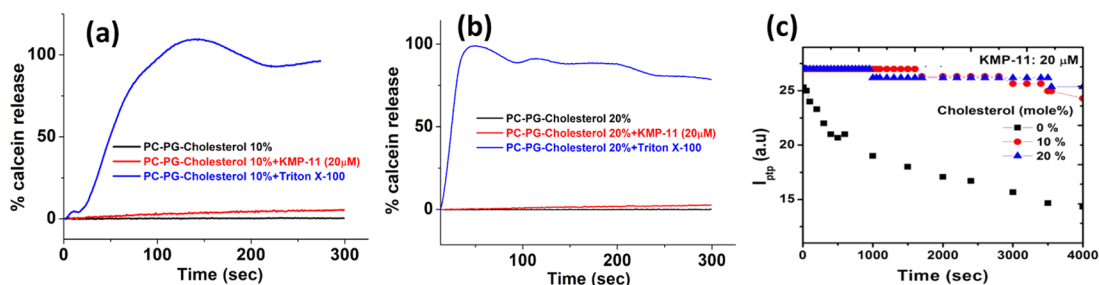 (a)
100
50
0
% calcein release
PC-PG-Cholesterol 10%
PC-PG-Cholesterol 10%+KMP-11 (20μM)
PC-PG-Cholesterol 10%+Triton X-100
0 100 200 300
Time (sec)
(b)
100
50
0
% calcein release
PC-PG-Cholesterol 20%
PC-PG-Cholesterol 20%+KMP-11 (20μM)
PC-PG-Cholesterol 20%+Triton X-100
100 200 300
Time (sec)
(c)
KMP-11: 20 μM
25
20
15
I ptp (a.u)
Cholesterol (mole%)
0 %
10 %
20 %
0 1000 2000 3000 4000
Time (sec)